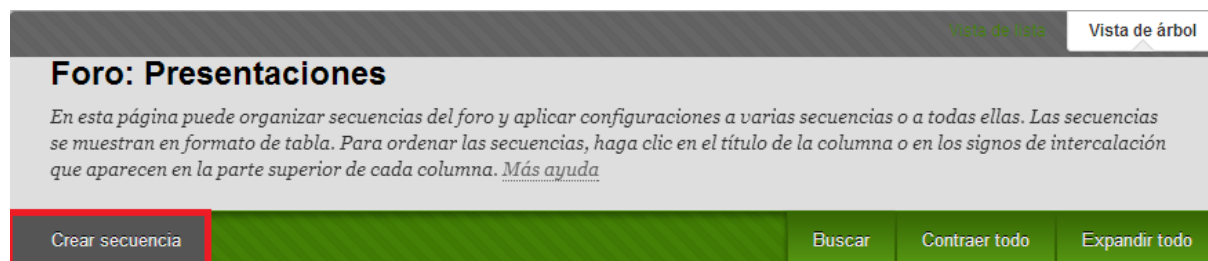 Vista de lista
Vista de árbol
Foro: Presentaciones
En esta página puede organizar secuencias del foro y aplicar configuraciones a varias secuencias o a todas ellas. Las secuencias
se muestran en formato de tabla. Para ordenar las secuencias, haga clic en el título de la columna o en los signos de intercalación
que aparecen en la parte superior de cada columna. Más ayuda
Crear secuencia
Buscar
Contraer todo
Expandir todo